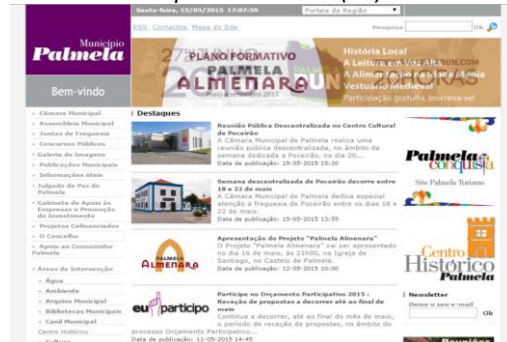 Sexta-feira, 15/05/2015 17:07:59
Portais da Região
RSS Contactos Mapa do Site
Pesquisa
Ok
Município
Palmela
Bem-vindo
PLANO FORMATIVO
PALMELA
ALMENARA
maio a setembro 2015
História Local
A Leitura em Voz Alta
A Alimentação na Idade Média
Vestuário Medieval
Participação gratuita, inscreva-se!
Câmara Municipal
Assembleia Municipal
Juntas de Freguesia
Concursos Públicos
Galeria de Imagens
Publicações Municipais
Informações úteis
Julgado de Paz de
Palmela
Gabinete de Apoio às
Empresas e Promoção
do Investimento
Projetos Cofinanciados
O Concelho
Apoio ao Consumidor
Palmela
Áreas de Intervenção
Água
Ambiente
Arquivo Municipal
Bibliotecas Municipais
Canil Municipal
Centro Histórico
Cultura
Destaques
Reunião Pública Descentralizada no Centro Cultural
de Poceirão
A Câmara Municipal de Palmela realiza uma
reunião pública descentralizada, no âmbito da
semana dedicada a Poceirão, no dia 20...
Data de publicação: 15-05-2015 15:20
Semana descentralizada de Poceirão decorre entre
18 e 22 de maio
A Câmara Municipal de Palmela dedica especial
atenção à freguesia de Poceirão entre os dias 18 e
22 de maio.
Data de publicação: 15-05-2015 13:55
ALMENARA
Apresentação do Projeto "Palmela Almenara"
O Projeto "Palmela Almenara" vai ser apresentado
no dia 16 de maio, às 21h00, na Igreja de
Santiago, no Castelo de Palmela.
Data de publicação: 12-05-2015 10:00
eu participo
Participe no Orçamento Participativo 2015 :
Receção de propostas a decorrer até ao final de
maio
Continua a decorrer, até ao final do mês de maio,
o período de receção de propostas, no âmbito do
processo Orçamento Participativo...
Data de publicação: 11-05-2015 14:45
Palmela
conquista
Site Palmela Turismo
Centro
Histórico
Palmela
Newsletter
Deixe o seu e-mail
Ok